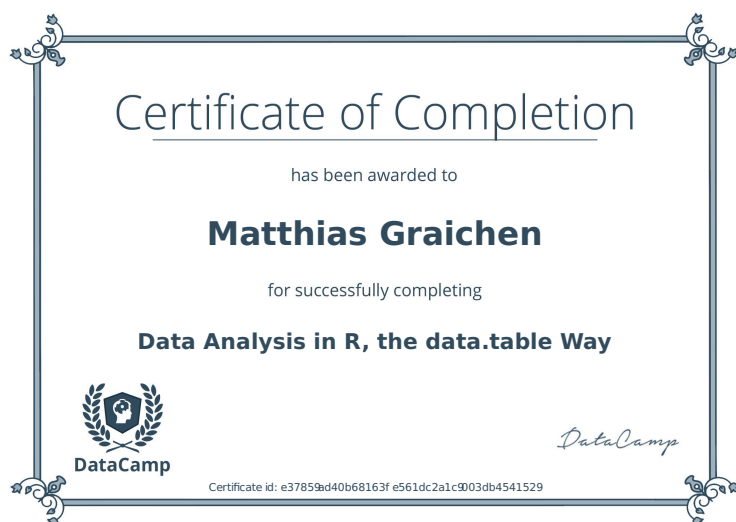 Certificate of Completion
has been awarded to
Matthias Graichen
for successfully completing
Data Analysis in R, the data.table Way
DataCamp
DataCamp
Certificate id: e37859ad40b68163fe561dc2a1c9003db4541529